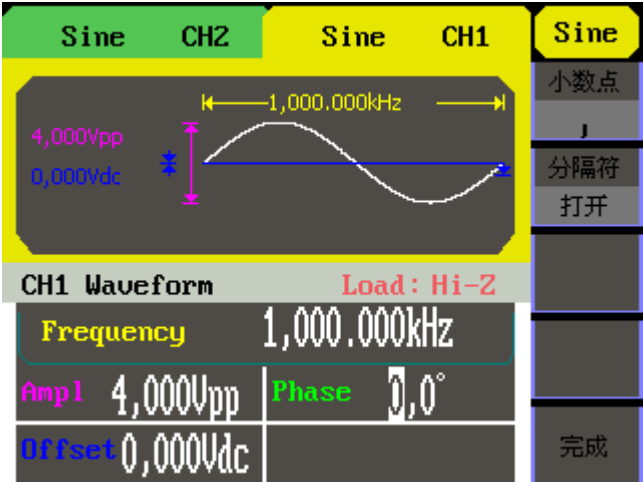 Sine CH2 Sine CH1 Sine
小数点
,
分隔符
打开
完成
1,000.000kHz
4,000Vpp
0,000Vdc
CH1 Waveform Load: Hi-Z
Frequency 1,000.000kHz
Ampl 4,000Vpp Phase 0,0°
Offset 0,000Vdc